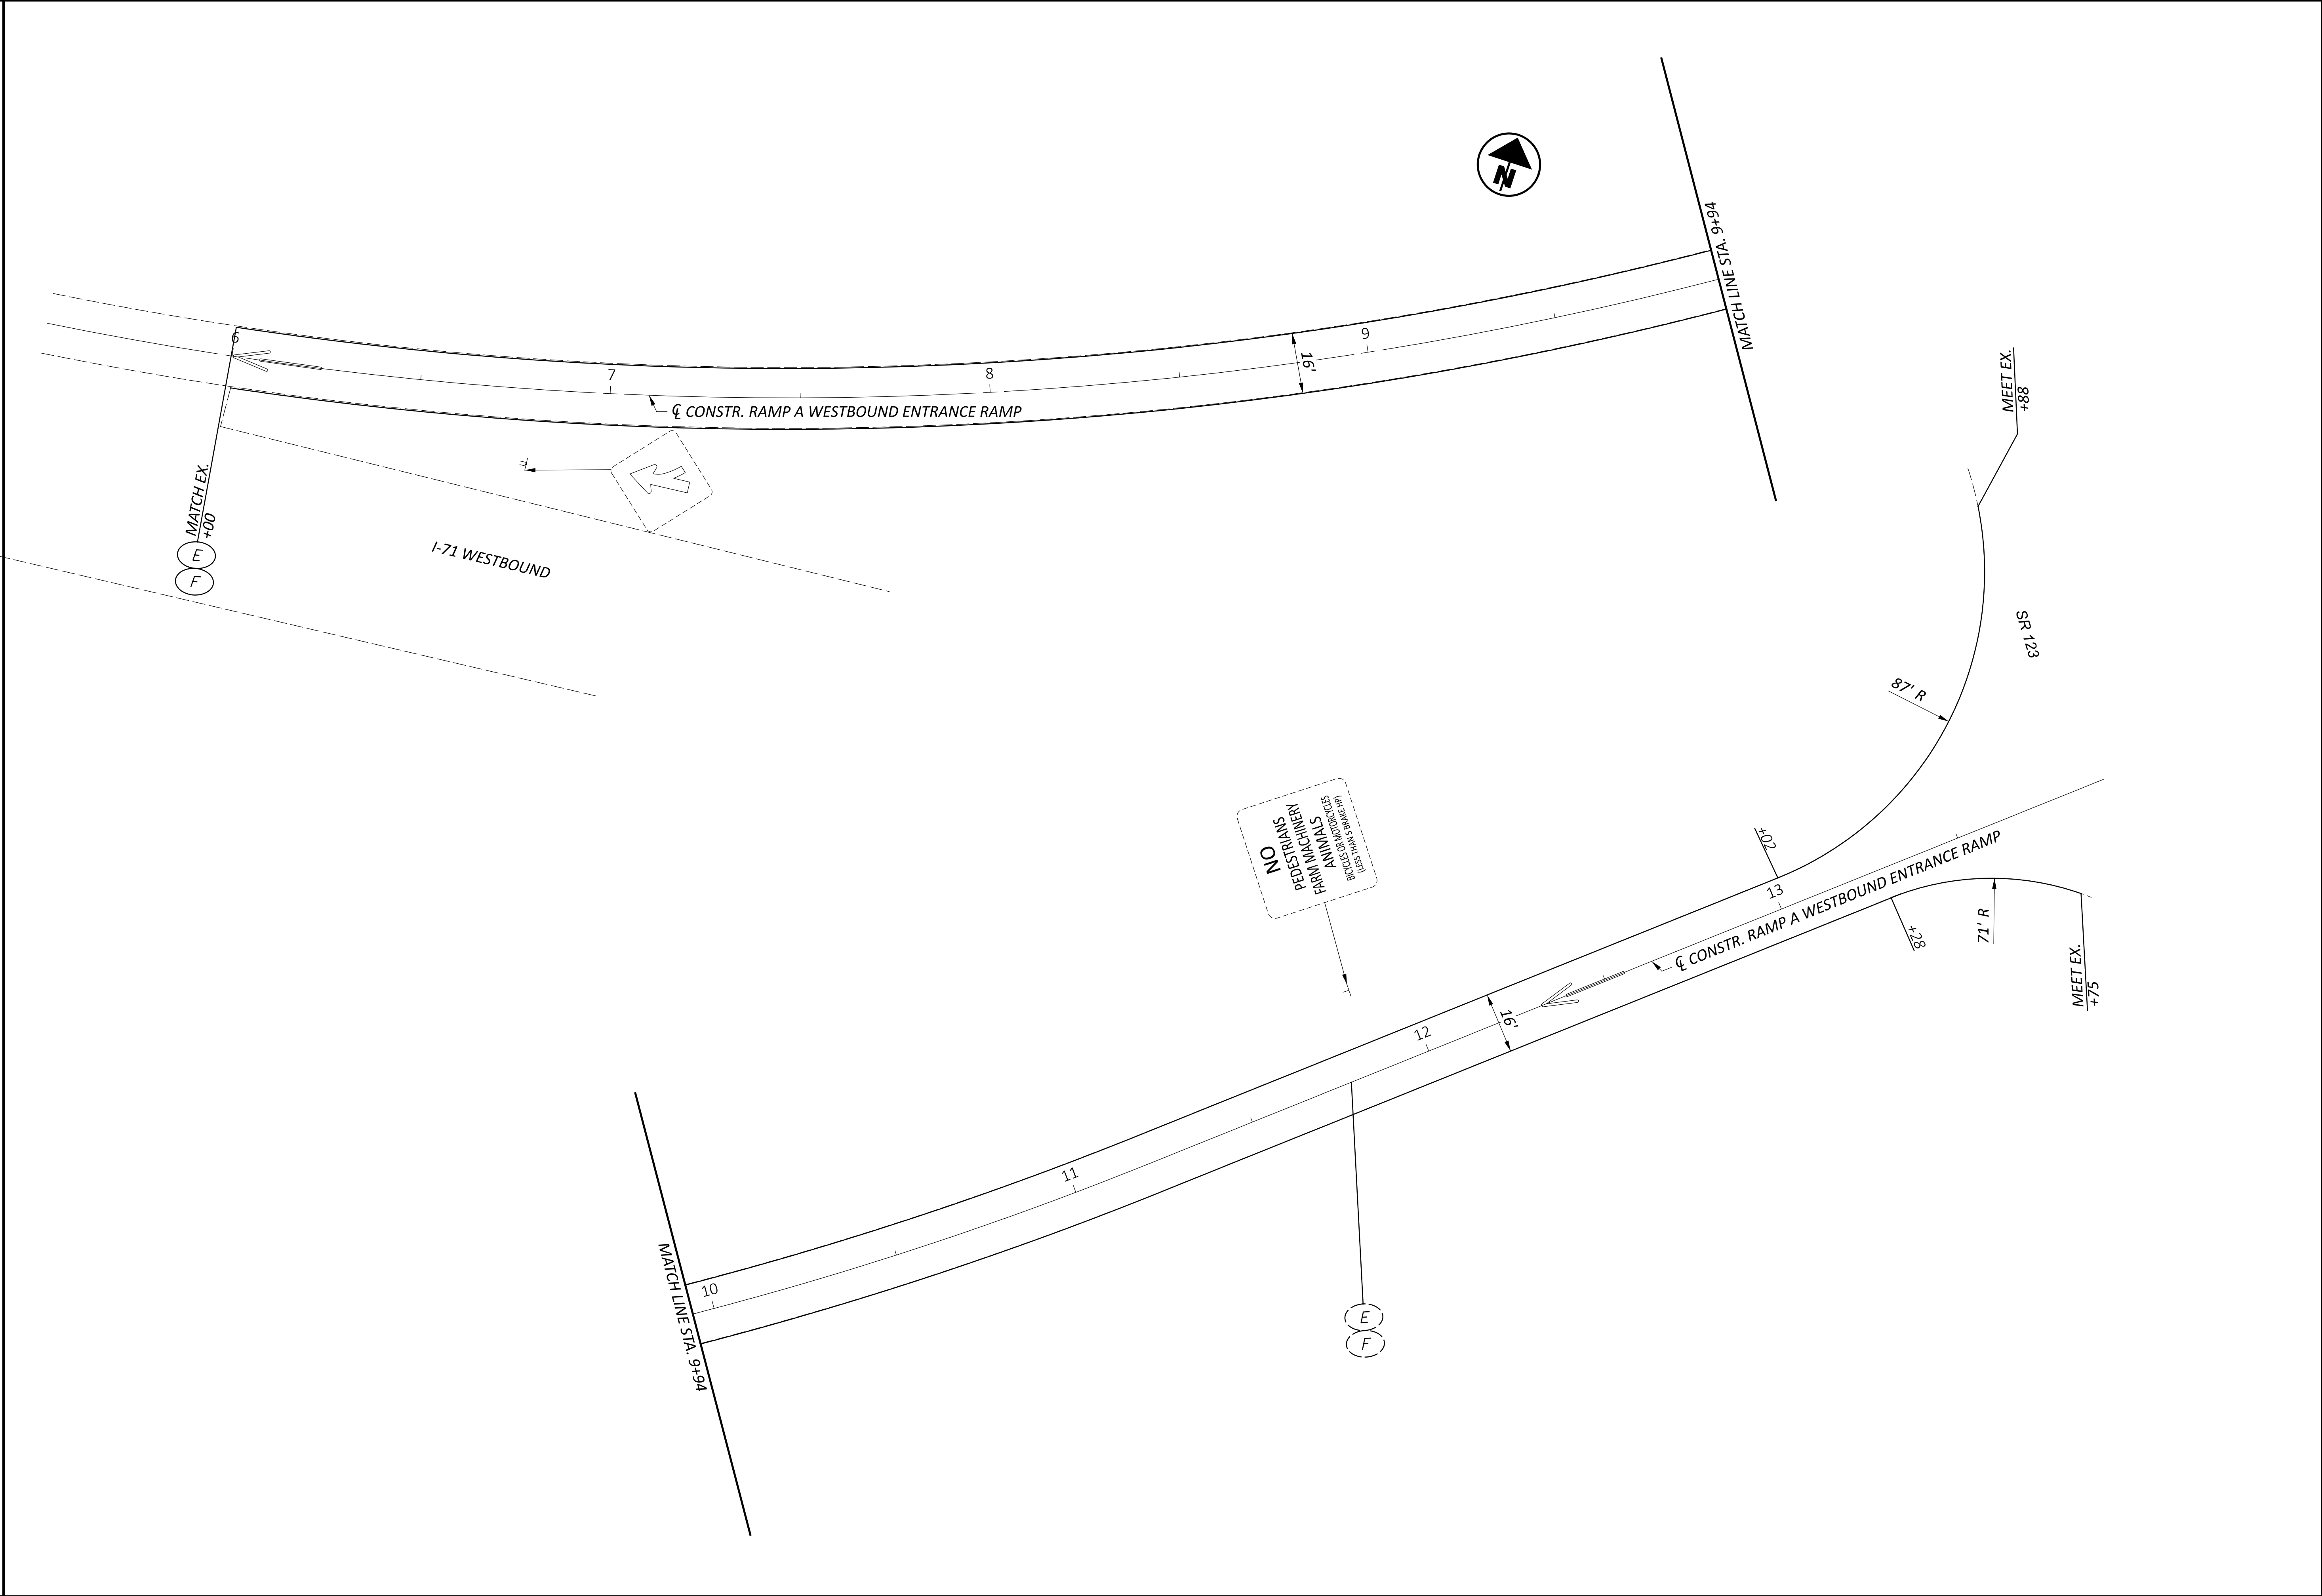 N
MATCH LINE STA. 9+94
6
7
8
9
16'
℄ CONSTR. RAMP A WESTBOUND ENTRANCE RAMP
MATCH EX.
+00
E
F
I-71 WESTBOUND
MEET EX.
+88
SR 123
87' R
NO
PEDESTRIANS
FARM MACHINERY
ANIMALS
BICYCLES OR MOTORCYCLES
(LESS THAN 5 BRAKE HP)
+02
13
℄ CONSTR. RAMP A WESTBOUND ENTRANCE RAMP
+28
71' R
MEET EX.
+75
12
16'
11
10
MATCH LINE STA. 9+94
E
F